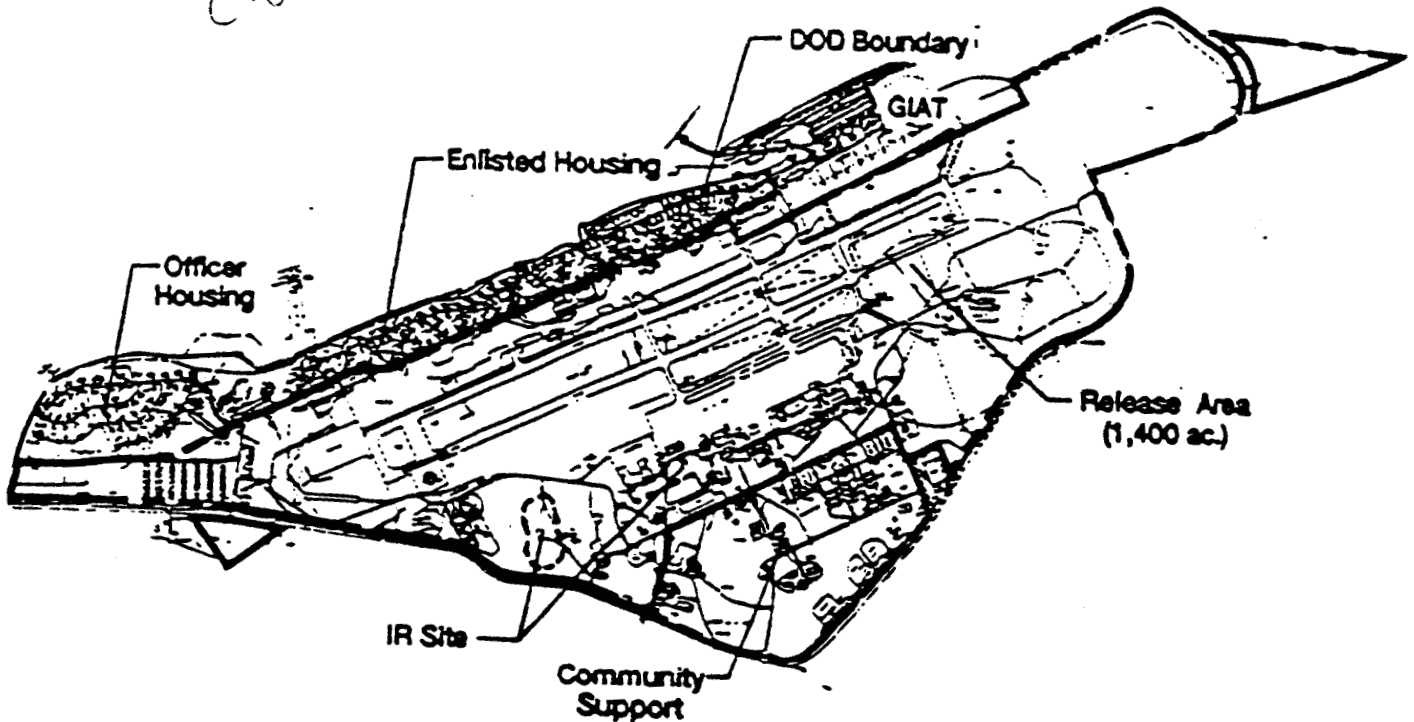 DOD Boundary
GIAT
Enlisted Housing
Officer
Housing
Release Area
(1,400 ac.)
IR Site
Community
Support